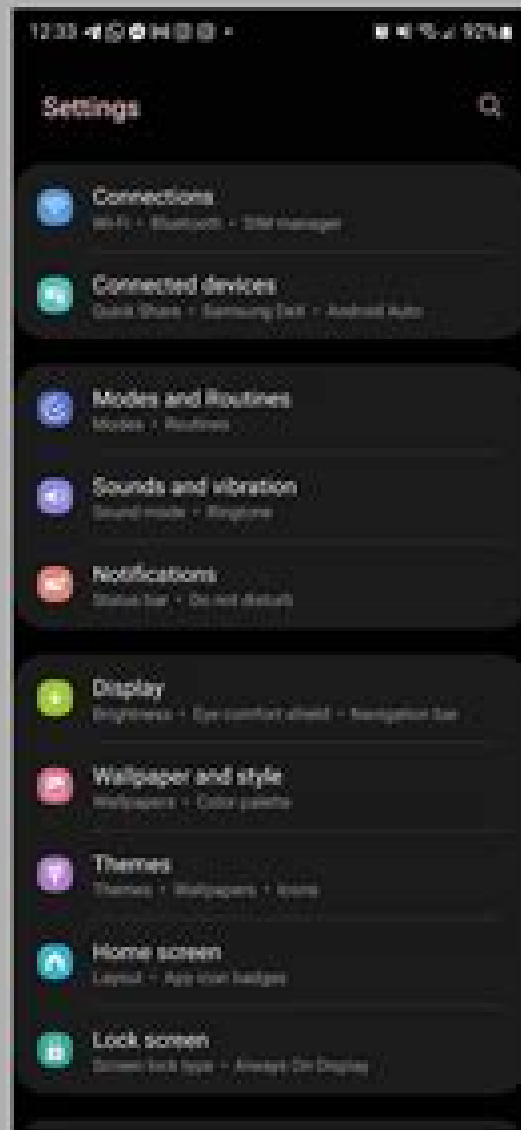 12:33 92%
Settings
Connections
Wi-Fi • Bluetooth • SIM manager
Connected devices
Quick Share • Samsung DeX • Android Auto
Modes and Routines
Modes • Routines
Sounds and vibration
Sound mode • Ringtone
Notifications
Status bar • Do not disturb
Display
Brightness • Eye comfort shield • Navigation bar
Wallpaper and style
Wallpapers • Color palette
Themes
Themes • Wallpapers • Icons
Home screen
Layout • App icon badges
Lock screen
Screen lock type • Always On Display